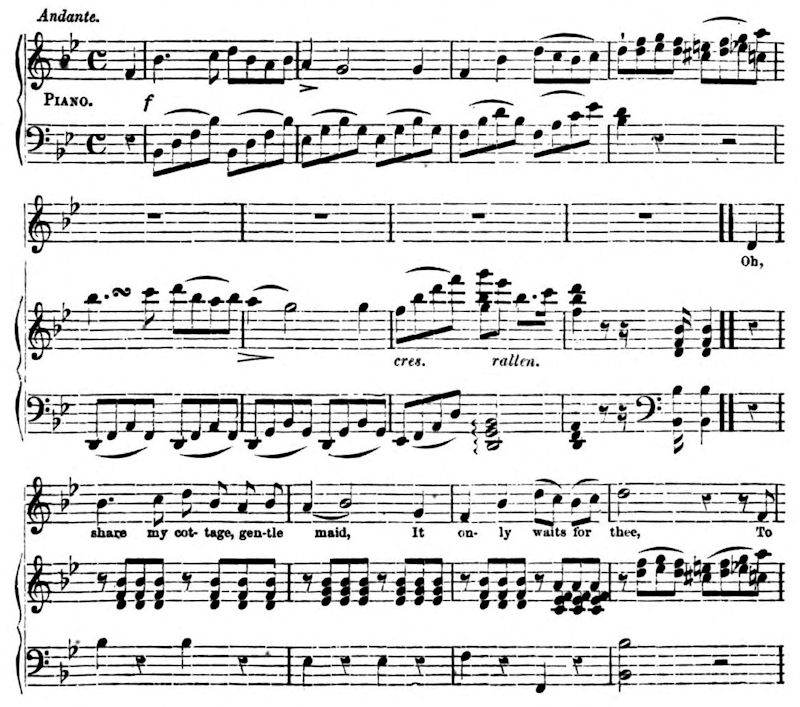 Andante.
PIANO.
f
Oh,
cres. rallen.
share my cot-tage, gen-tle maid, It on-ly waits for thee, To